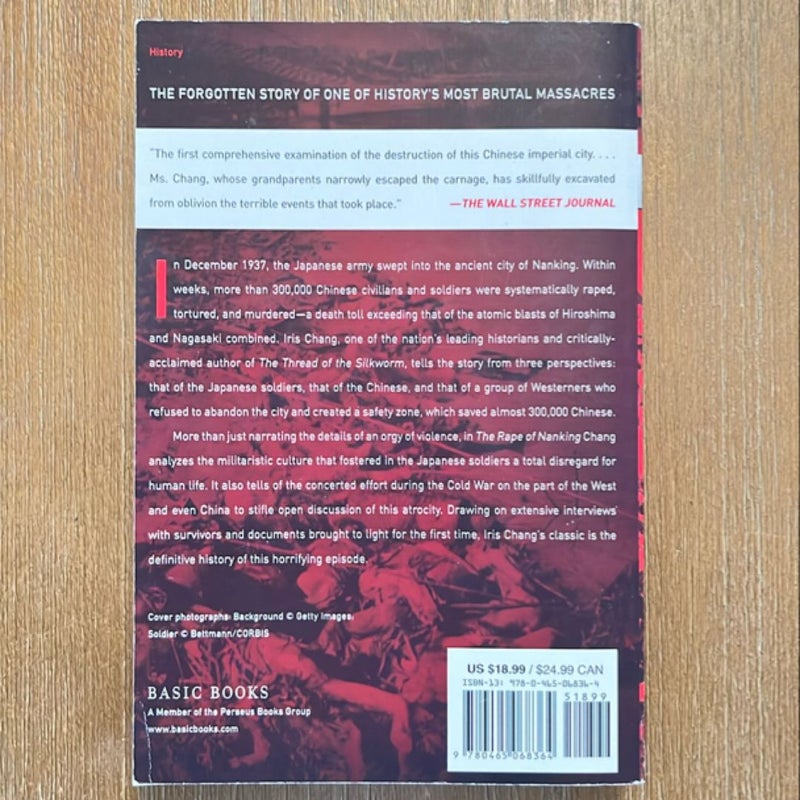 History
THE FORGOTTEN STORY OF ONE OF HISTORY'S MOST BRUTAL MASSACRES
"The first comprehensive examination of the destruction of this Chinese imperial city. . . .
Ms. Chang, whose grandparents narrowly escaped the carnage, has skillfully excavated
from oblivion the terrible events that took place." —THE WALL STREET JOURNAL
In December 1937, the Japanese army swept into the ancient city of Nanking. Within
weeks, more than 300,000 Chinese civilians and soldiers were systematically raped,
tortured, and murdered—a death toll exceeding that of the atomic blasts of Hiroshima
and Nagasaki combined. Iris Chang, one of the nation's leading historians and critically-
acclaimed author of The Thread of the Silkworm, tells the story from three perspectives:
that of the Japanese soldiers, that of the Chinese, and that of a group of Westerners who
refused to abandon the city and created a safety zone, which saved almost 300,000 Chinese.
More than just narrating the details of an orgy of violence, in The Rape of Nanking Chang
analyzes the militaristic culture that fostered in the Japanese soldiers a total disregard for
human life. It also tells of the concerted effort during the Cold War on the part of the West
and even China to stifle open discussion of this atrocity. Drawing on extensive interviews
with survivors and documents brought to light for the first time, Iris Chang's classic is the
definitive history of this horrifying episode.
Cover photographs: Background © Getty Images;
Soldier © Bettmann/CORBIS
BASIC BOOKS
A Member of the Perseus Books Group
www.basicbooks.com
US $18.99 / $24.99 CAN
ISBN-13: 978-0-465-06836-4
51899
9 780465 068364